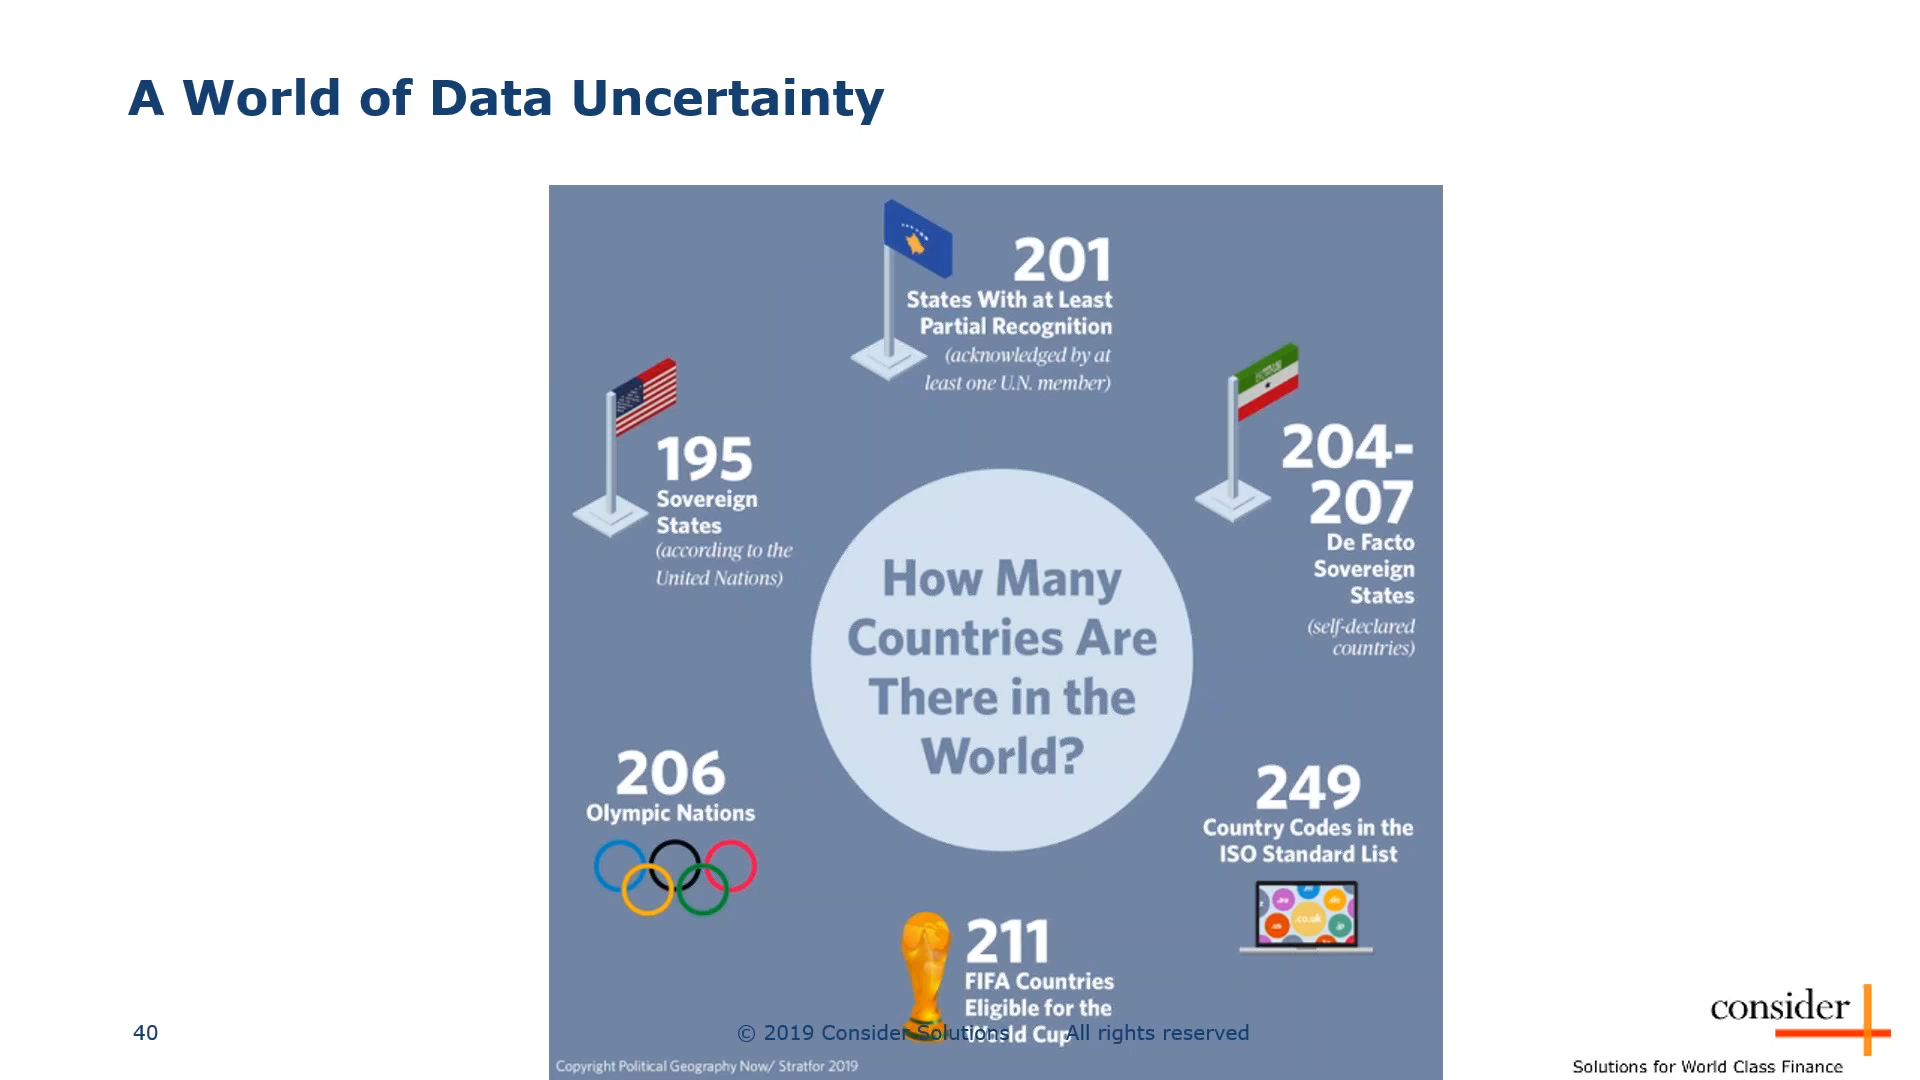 A World of Data Uncertainty
201
States With at Least
Partial Recognition
(acknowledged by at
least one U.N. member)
195
Sovereign
States
(according to the
United Nations)
204-
207
De Facto
Sovereign
States
(self-declared
countries)
How Many
Countries Are
There in the
World?
206
Olympic Nations
249
Country Codes in the
ISO Standard List
.co.uk
211
FIFA Countries
Eligible for the
World Cup
40
© 2019 Consider Solutions All rights reserved
Copyright Political Geography Now/ Stratfor 2019
consider
Solutions for World Class Finance